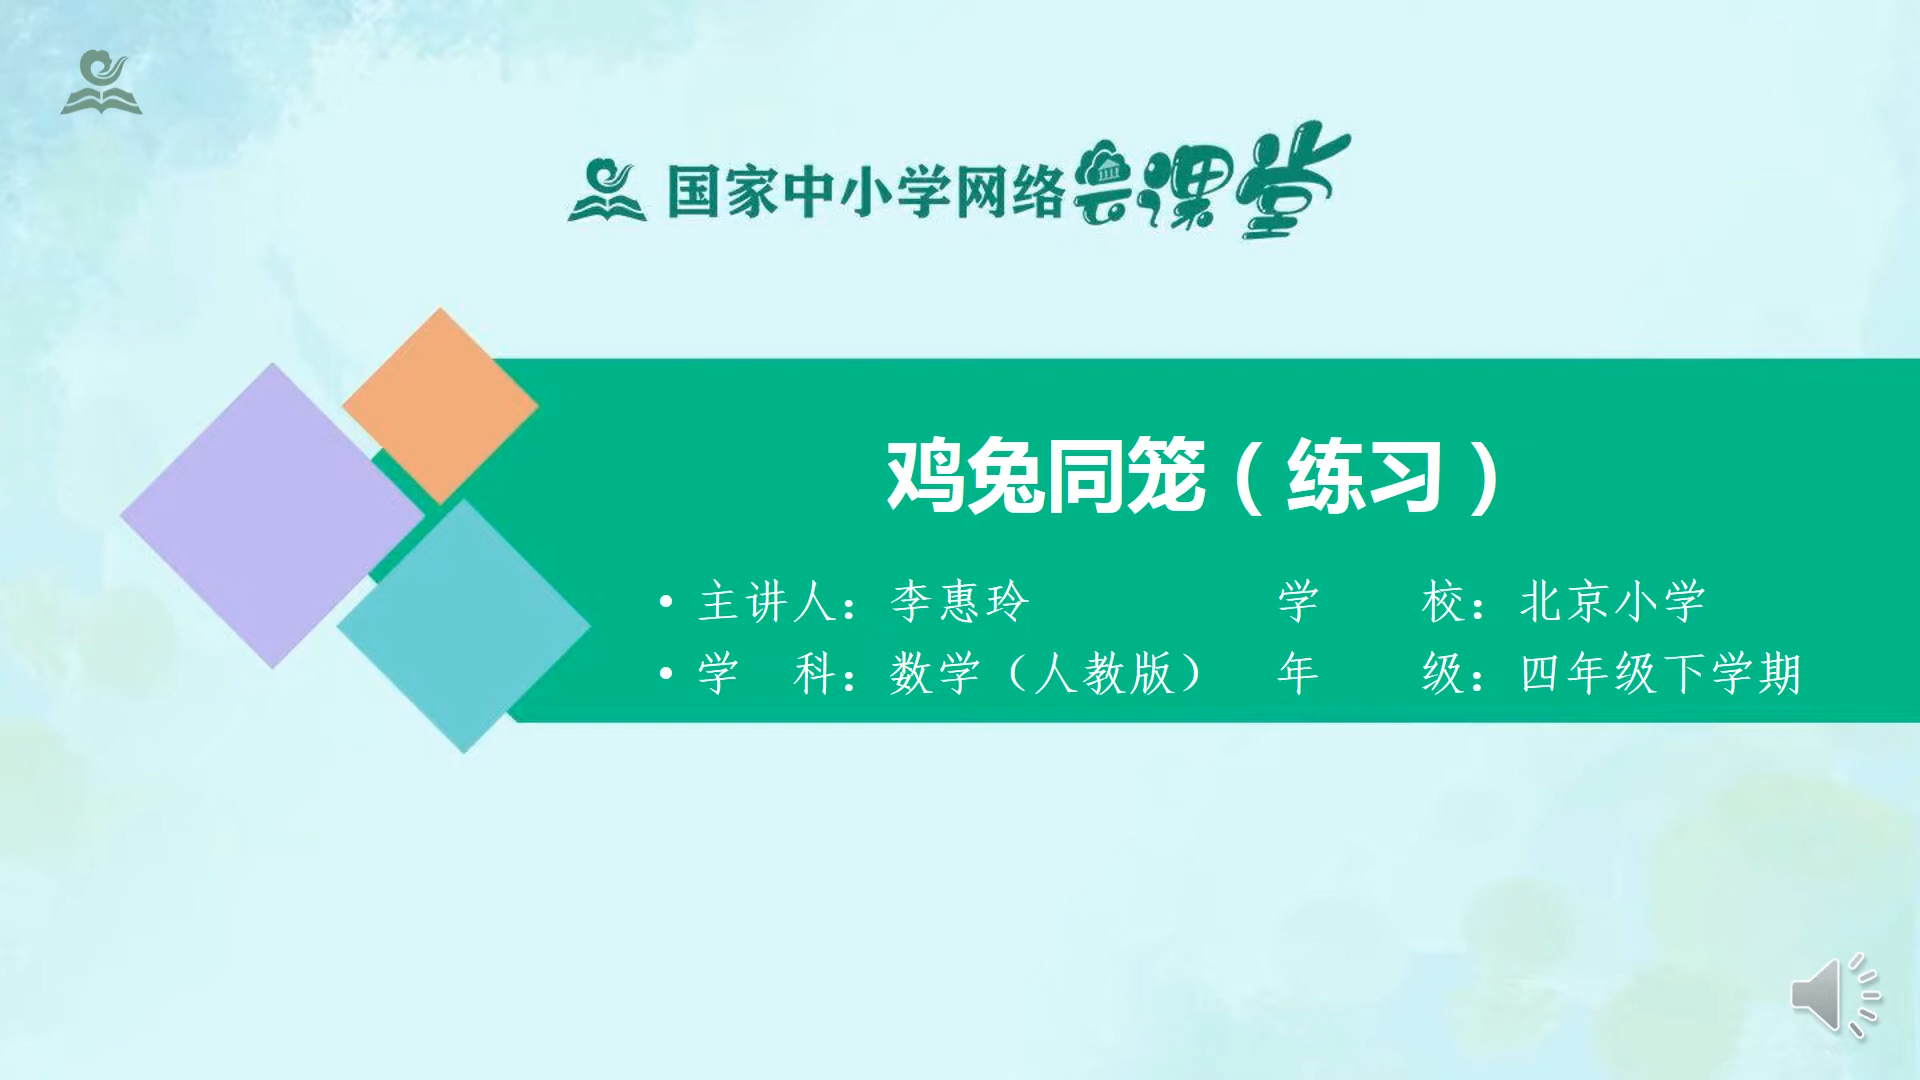 国家中小学网络云课堂
鸡兔同笼（练习）
• 主讲人：李惠玲 学 校：北京小学
• 学 科：数学（人教版） 年 级：四年级下学期